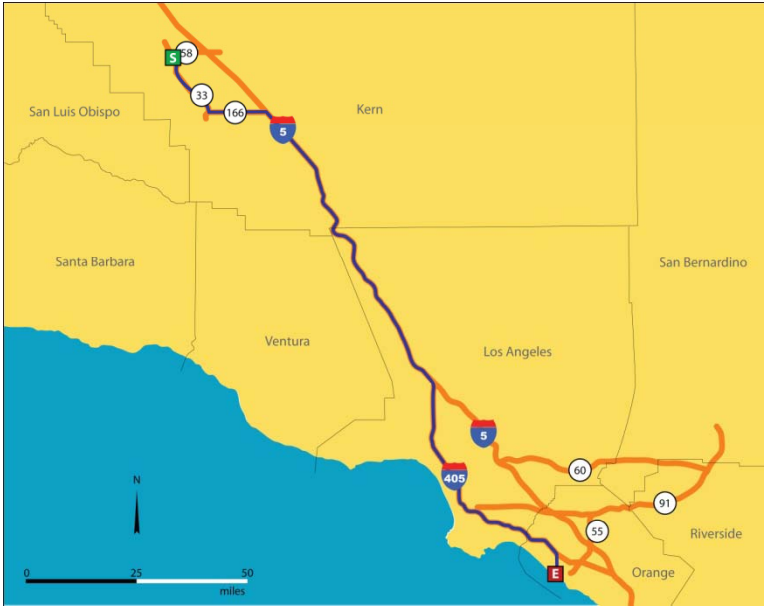 S
58
33
166
San Luis Obispo
Kern
5
Santa Barbara
San Bernardino
Ventura
Los Angeles
5
60
405
N
91
55
Riverside
0 25 50
miles
E
Orange